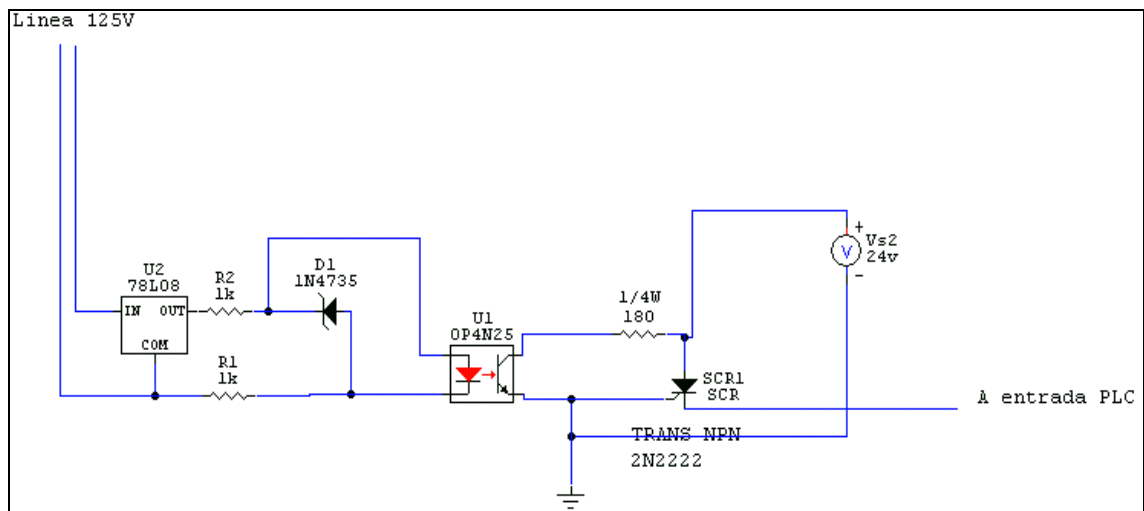 Linea 125V
Vs2
24v
+
-
V
U2
78L08
IN OUT
COM
R2
1k
D1
1N4735
R1
1k
U1
OP4N25
1/4W
180
SCR1
SCR
A entrada PLC
TRANS NPN
2N2222